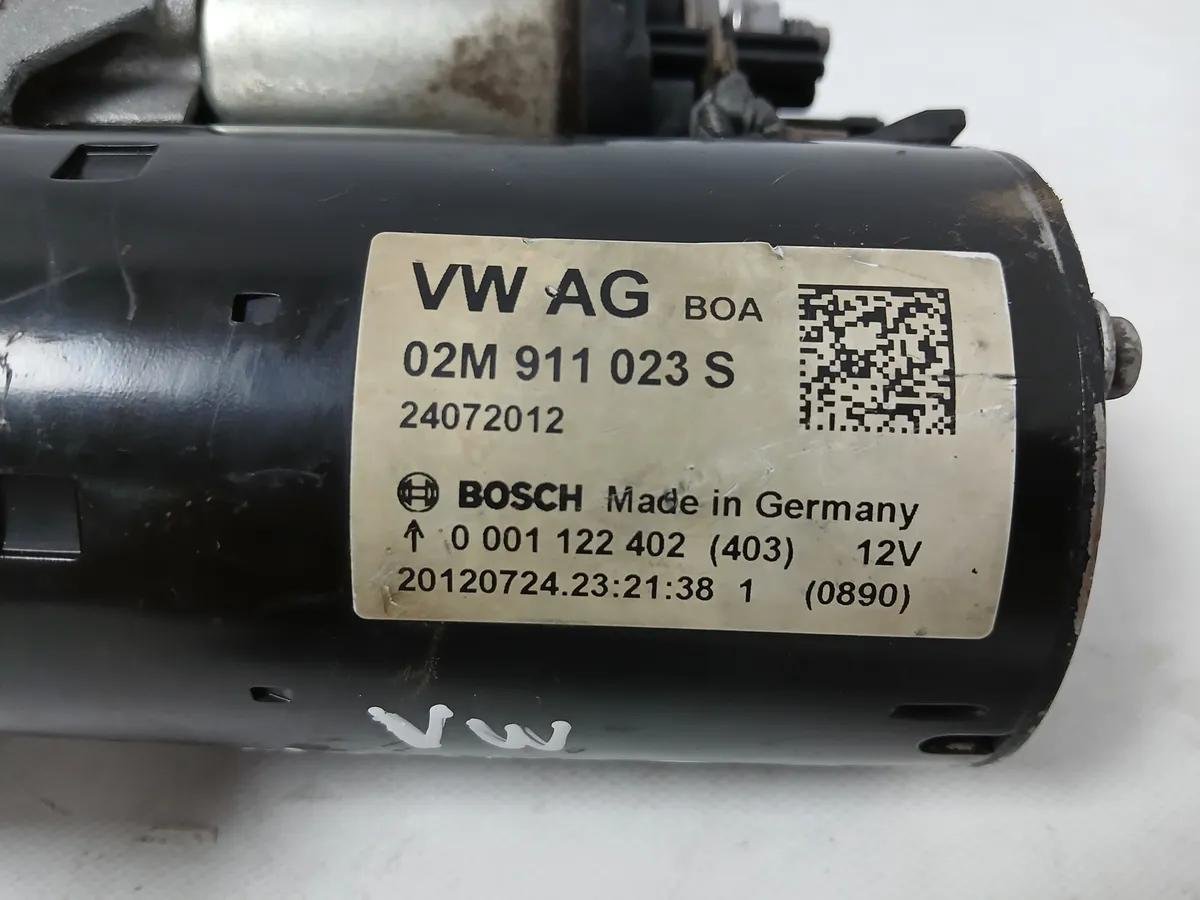 VW AG BOA
02M 911 023 S
24072012
BOSCH Made in Germany
↑ 0 001 122 402 (403) 12V
20120724.23:21:38 1 (0890)
VW